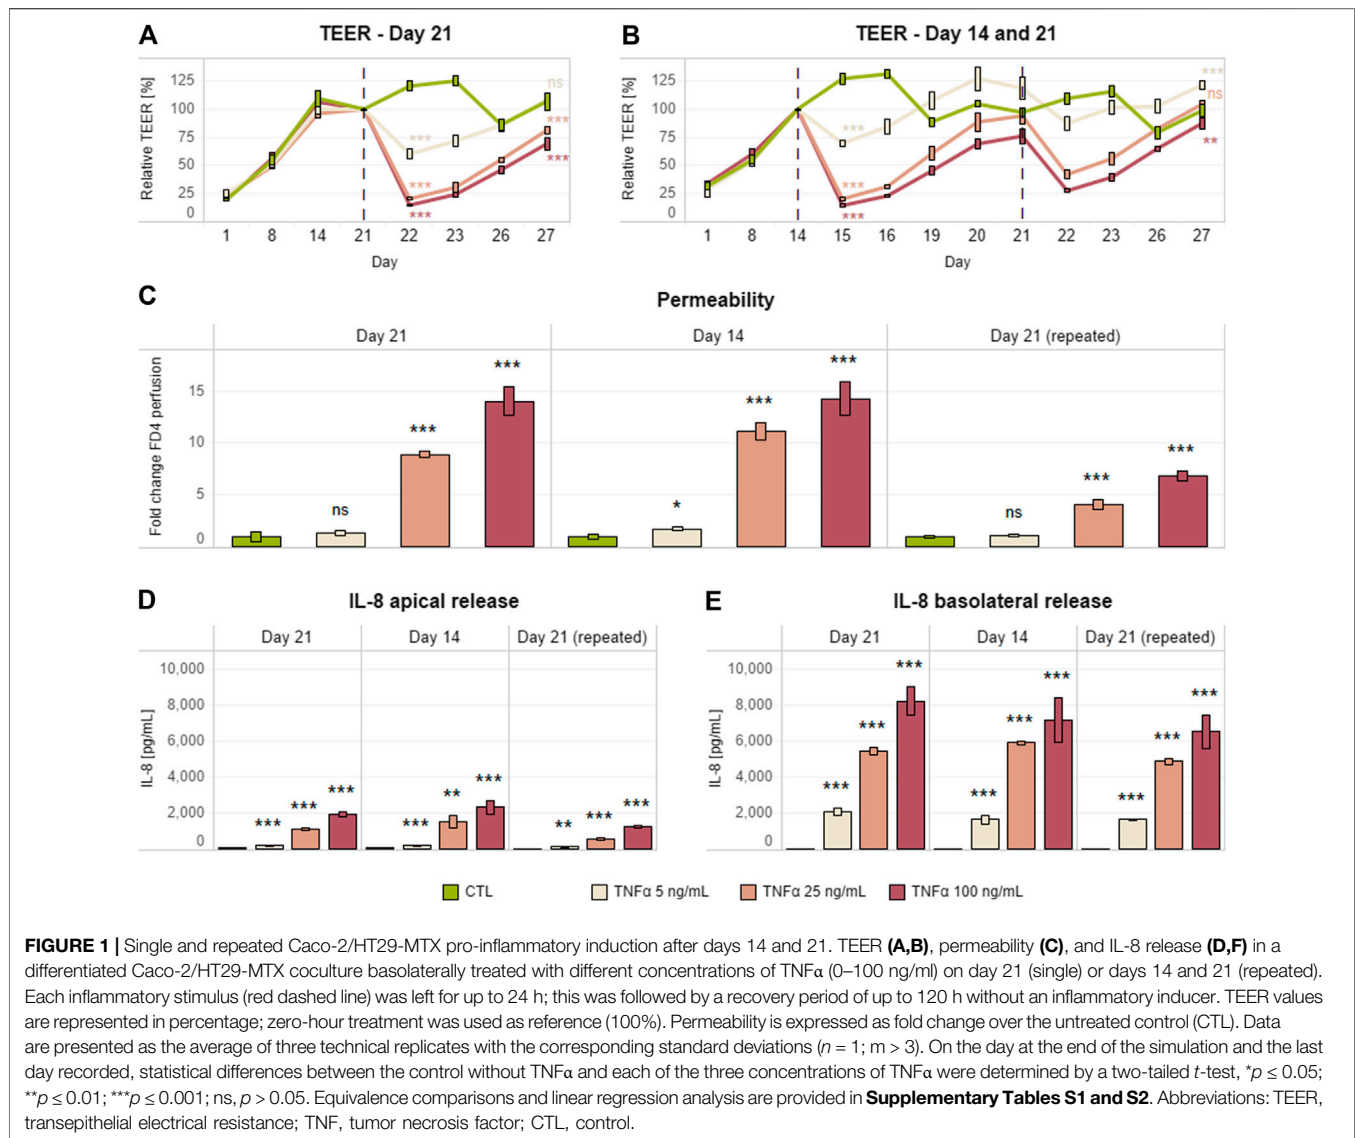 A
TEER - Day 21
Relative TEER [%]
125
100
75
50
25
0
ns
***
***
***
***
***
1 8 14 21 22 23 26 27
Day
B
TEER - Day 14 and 21
Relative TEER [%]
125
100
75
50
25
0
***
***
***
***
ns
**
1 8 14 15 16 19 20 21 22 23 26 27
Day
C
Permeability
Day 21 Day 14 Day 21 (repeated)
Fold change FD4 perfusion
15
10
5
0
ns *** ***
* *** ***
ns *** ***
D
IL-8 apical release
Day 21 Day 14 Day 21 (repeated)
IL-8 [pg/mL]
10,000
8,000
6,000
4,000
2,000
0
*** *** ***
*** ** ***
** *** ***
E
IL-8 basolateral release
Day 21 Day 14 Day 21 (repeated)
IL-8 [pg/mL]
10,000
8,000
6,000
4,000
2,000
0
*** *** ***
*** *** ***
*** *** ***
CTL TNFα 5 ng/mL TNFα 25 ng/mL TNFα 100 ng/mL
FIGURE 1 | Single and repeated Caco-2/HT29-MTX pro-inflammatory induction after days 14 and 21. TEER (A,B), permeability (C), and IL-8 release (D,F) in a
differentiated Caco-2/HT29-MTX coculture basolaterally treated with different concentrations of TNFα (0–100 ng/ml) on day 21 (single) or days 14 and 21 (repeated).
Each inflammatory stimulus (red dashed line) was left for up to 24 h; this was followed by a recovery period of up to 120 h without an inflammatory inducer. TEER values
are represented in percentage; zero-hour treatment was used as reference (100%). Permeability is expressed as fold change over the untreated control (CTL). Data
are presented as the average of three technical replicates with the corresponding standard deviations (n = 1; m > 3). On the day at the end of the simulation and the last
day recorded, statistical differences between the control without TNFα and each of the three concentrations of TNFα were determined by a two-tailed t-test, *p ≤ 0.05;
**p ≤ 0.01; ***p ≤ 0.001; ns, p > 0.05. Equivalence comparisons and linear regression analysis are provided in Supplementary Tables S1 and S2. Abbreviations: TEER,
transepithelial electrical resistance; TNF, tumor necrosis factor; CTL, control.